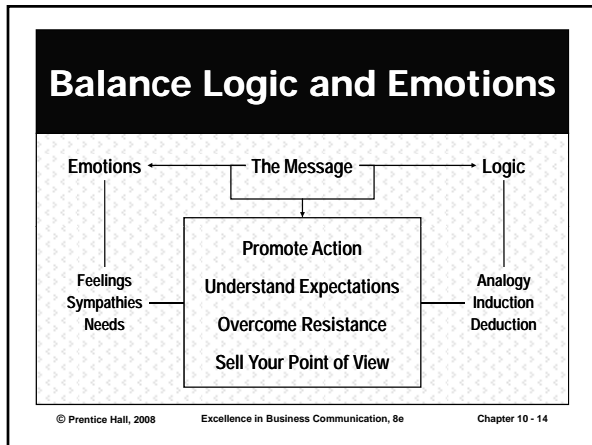 Balance Logic and Emotions
Emotions
The Message
Logic
Feelings
Sympathies
Needs
Promote Action
Understand Expectations
Overcome Resistance
Sell Your Point of View
Analogy
Induction
Deduction
© Prentice Hall, 2008
Excellence in Business Communication, 8e
Chapter 10 - 14